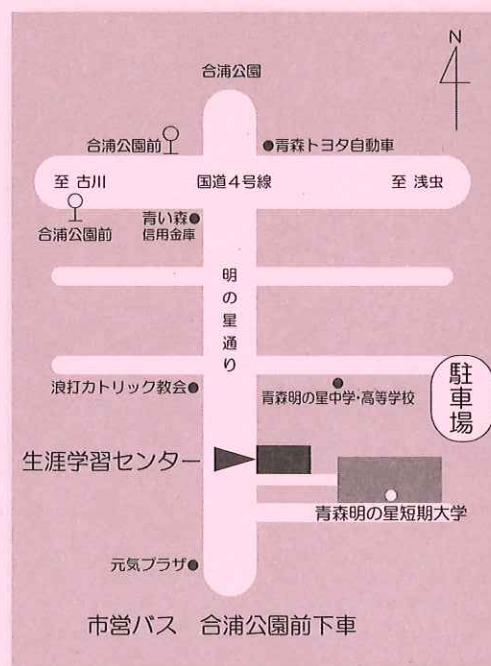 合浦公園
N
合浦公園前
●青森トヨタ自動車
至 古川
国道4号線
至 浅虫
合浦公園前
青い森●
信用金庫
明の星通り
浪打カトリック教会●
青森明の星中学・高等学校
駐車場
生涯学習センター
青森明の星短期大学
元気プラザ●
市営バス 合浦公園前下車